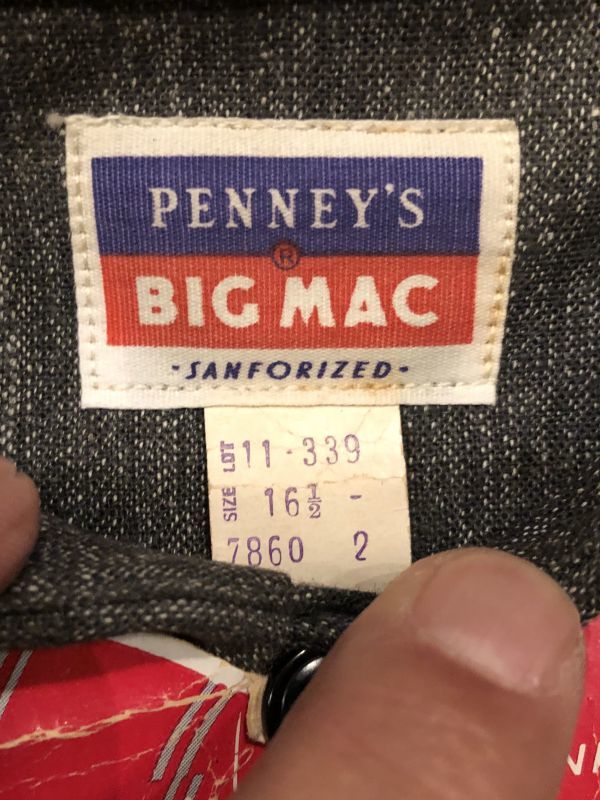 PENNEY'S
®
BIG MAC
-SANFORIZED-
LOT 11-339
SIZE 16½ -
7860 2